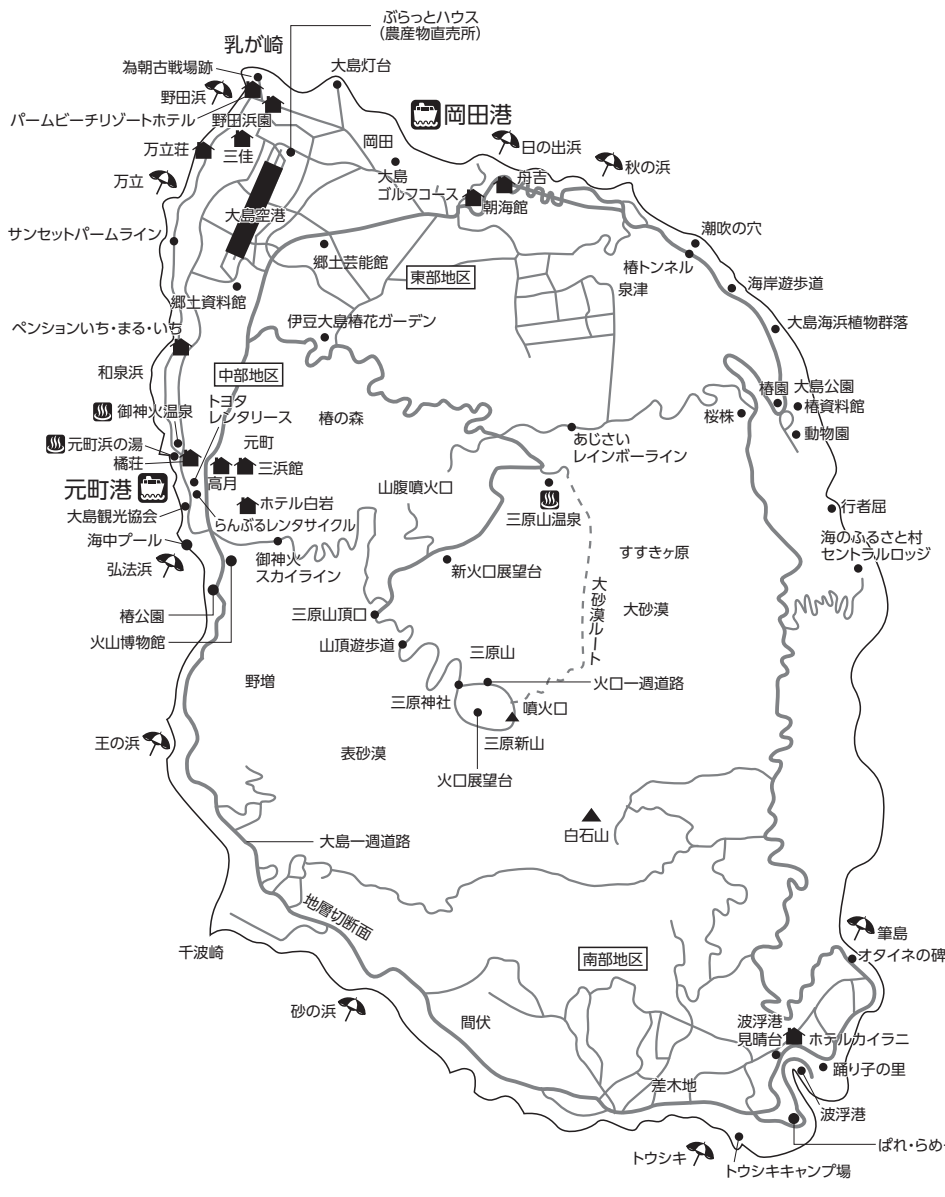 ぷらっとハウス
(農産物直売所)
乳が崎
為朝古戦場跡
大島灯台
野田浜
パームビーチリゾートホテル
野田浜園
岡田港
万立荘
三佳
岡田
日の出浜
大島
ゴルフコース
舟吉
秋の浜
万立
朝海館
大島空港
潮吹の穴
サンセットパームライン
郷土芸能館
椿トンネル
東部地区
泉津
海岸遊歩道
郷土資料館
伊豆大島椿花ガーデン
大島海浜植物群落
ペンションいち・まる・いち
和泉浜
中部地区
椿園
大島公園
椿資料館
トヨタ
レンタリース
御神火温泉
椿の森
桜株
動物園
元町浜の湯
元町
あじさい
レインボーライン
橘荘
三浜館
高月
元町港
山腹噴火口
三原山温泉
ホテル白岩
行者屈
大島観光協会
らんぶるレンタサイクル
海のふるさと村
セントラルロッジ
海中プール
御神火
スカイライン
すすきヶ原
弘法浜
新火口展望台
大砂漠ルート
大砂漠
椿公園
三原山頂口
火山博物館
山頂遊歩道
三原山
野増
火口一週道路
三原神社
噴火口
三原新山
王の浜
表砂漠
火口展望台
白石山
大島一週道路
地層切断面
千波崎
筆島
オタイネの碑
南部地区
砂の浜
間伏
波浮港
見晴台
ホテルカイラニ
差木地
踊り子の里
波浮港
ぱれ・らめー
トウシキ
トウシキキャンプ場